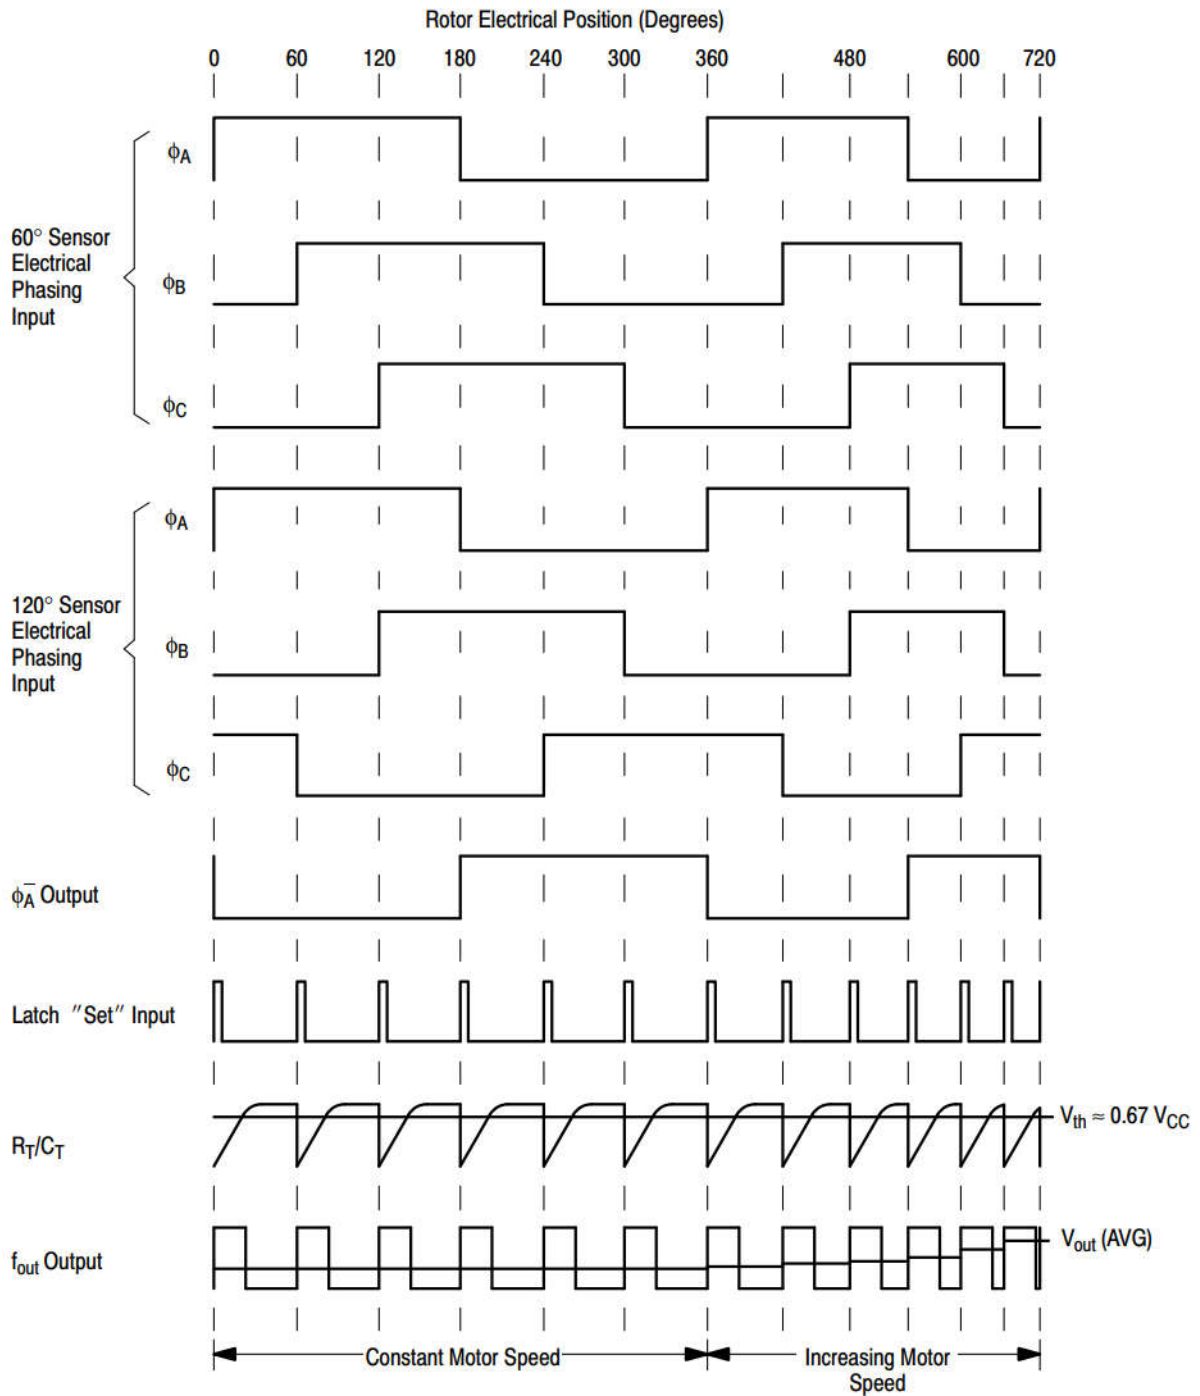 Rotor Electrical Position (Degrees)
0 60 120 180 240 300 360 480 600 720
ϕA
60° Sensor
Electrical
Phasing
Input
ϕB
ϕC
ϕA
120° Sensor
Electrical
Phasing
Input
ϕB
ϕC
ϕA̅ Output
Latch ″Set″ Input
Vth ≈ 0.67 VCC
RT/CT
Vout (AVG)
fout Output
Constant Motor Speed
Increasing Motor
Speed